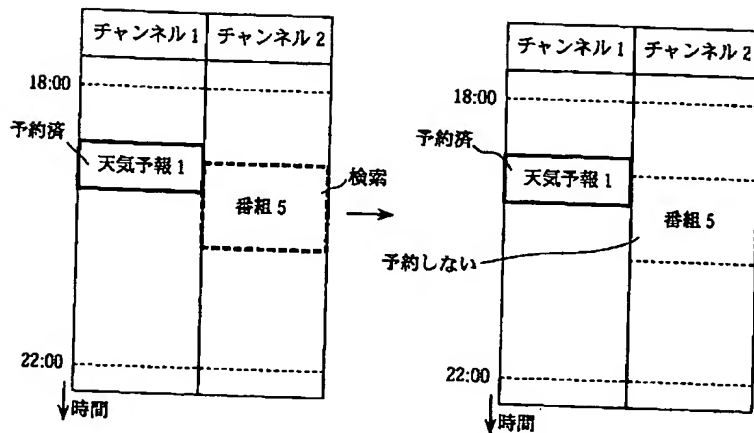 チャンネル1 チャンネル2
18:00
予約済
天気予報1
検索
番組5
22:00
時間
チャンネル1 チャンネル2
18:00
予約済
天気予報1
番組5
予約しない
22:00
時間